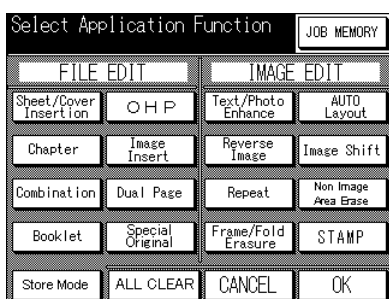 Select Application Function
JOB MEMORY
FILE EDIT
IMAGE EDIT
Sheet/Cover
Insertion
OHP
Text/Photo
Enhance
AUTO
Layout
Chapter
Image
Insert
Reverse
Image
Image Shift
Combination
Dual Page
Repeat
Non Image
Area Erase
Booklet
Special
Original
Frame/Fold
Erasure
STAMP
Store Mode
ALL CLEAR
CANCEL
OK